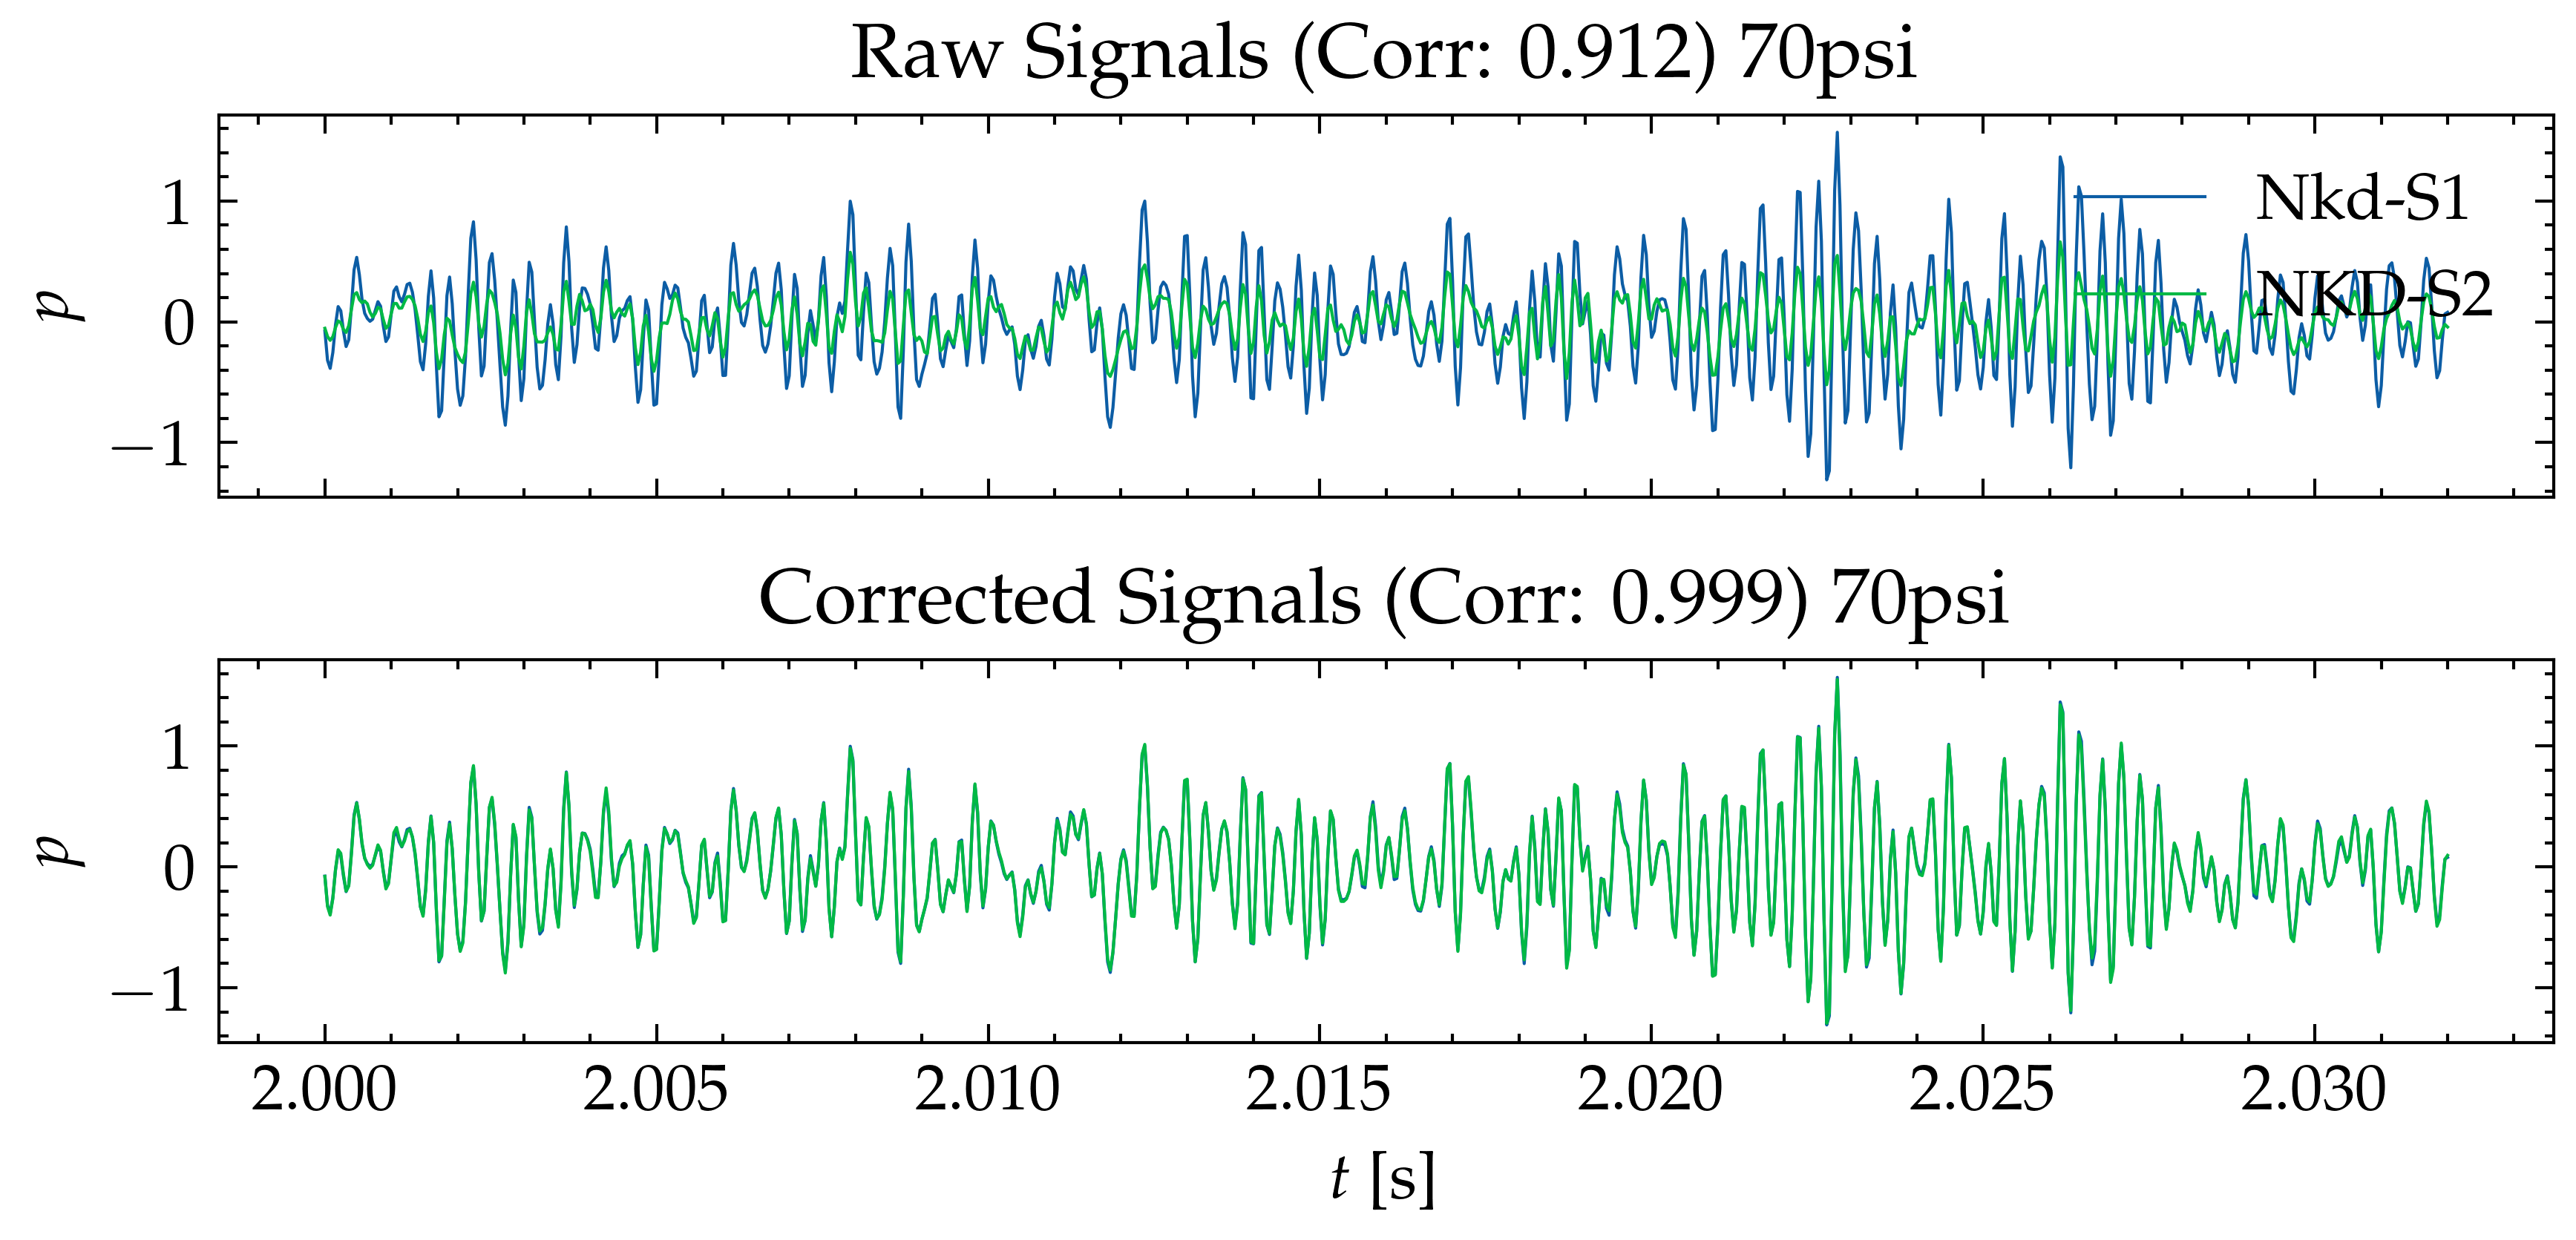 Raw Signals (Corr: 0.912) 70psi
1
0
−1
p
Nkd-S1
NKD-S2
Corrected Signals (Corr: 0.999) 70psi
1
0
−1
p
2.000 2.005 2.010 2.015 2.020 2.025 2.030
t [s]